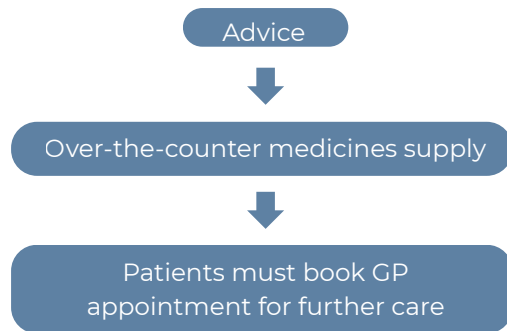 Advice
Over-the-counter medicines supply
Patients must book GP
appointment for further care